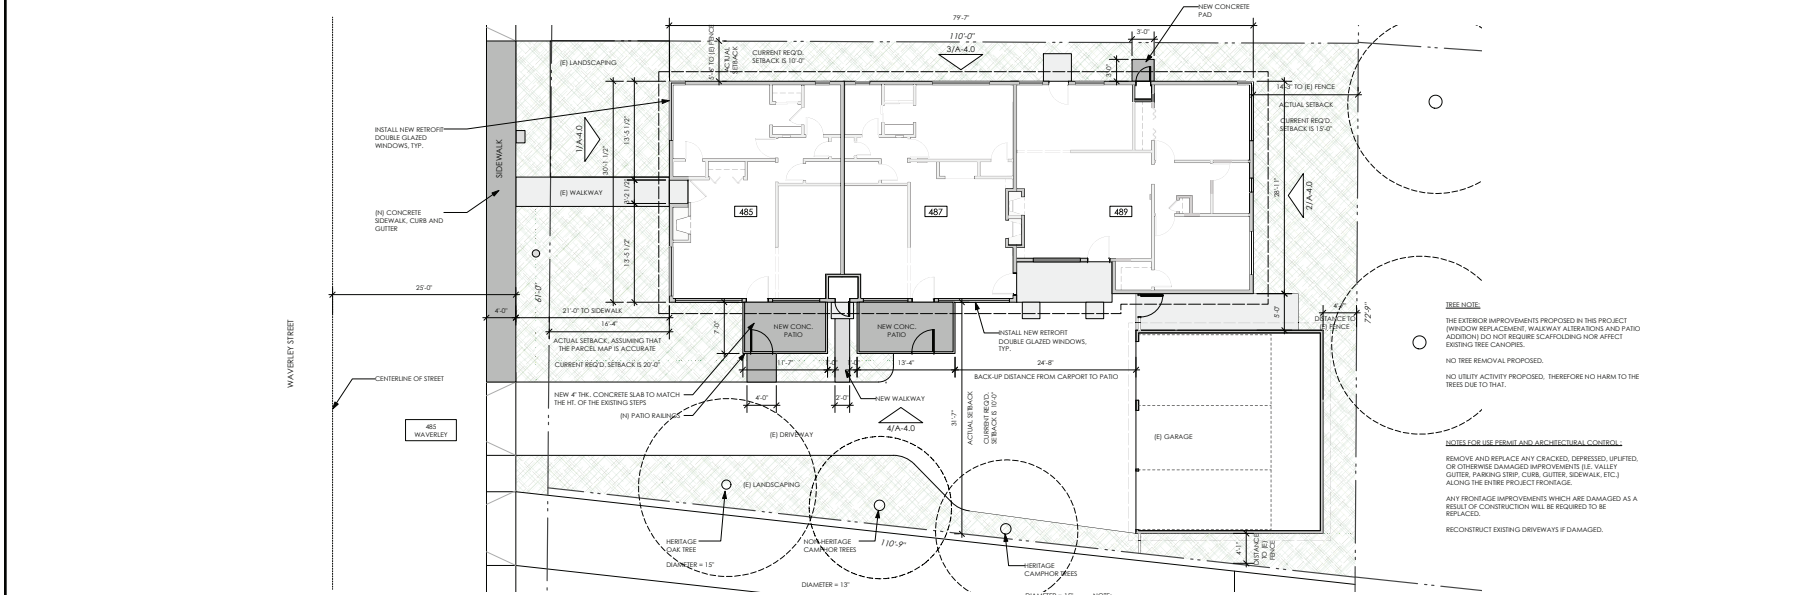 NEW CONCRETE
PAD
79'-7"
110'-0"
3/A-4.0
3'-0"
3'-0"
(E) LANDSCAPING
5'-6" TO (E) FENCE
ACTUAL
SETBACK
CURRENT REQ'D.
SETBACK IS 10'-0"
14'-3" TO (E) FENCE
ACTUAL SETBACK
CURRENT REQ'D.
SETBACK IS 15'-0"
INSTALL NEW RETROFIT
DOUBLE GLAZED
WINDOWS, TYP.
SIDEWALK
1/A-4.0
13'-5 1/2"
30'-1 1/2"
(E) WALKWAY
3'-2 1/2"
13'-5 1/2"
(N) CONCRETE
SIDEWALK, CURB AND
GUTTER
485
487
489
28'-11"
2/A-4.0
25'-0"
61'-0"
4'-0"
21'-0" TO SIDEWALK
16'-4"
ACTUAL SETBACK, ASSUMING THAT
THE PARCEL MAP IS ACCURATE
CURRENT REQ'D. SETBACK IS 20'-0"
7'-0"
NEW CONC.
PATIO
NEW CONC.
PATIO
INSTALL NEW RETROFIT
DOUBLE GLAZED WINDOWS,
TYP.
5'-0"
DISTANCE TO
(E) FENCE
72'-9"
WAVERLEY STREET
CENTERLINE OF STREET
11'-7"
13'-4"
24'-8"
BACK-UP DISTANCE FROM CARPORT TO PATIO
NEW 4" THK. CONCRETE SLAB TO MATCH
THE HT. OF THE EXISTING STEPS
(N) PATIO RAILINGS
4'-0"
2'-0"
NEW WALKWAY
4/A-4.0
31'-7"
ACTUAL SETBACK
CURRENT REQ'D.
SETBACK IS 10'-0"
485
WAVERLEY
(E) DRIVEWAY
(E) GARAGE
(E) LANDSCAPING
HERITAGE
OAK TREE
DIAMETER = 15"
NON-HERITAGE
CAMPHOR TREES
DIAMETER = 13"
110'-9"
HERITAGE
CAMPHOR TREES
4'-1"
DISTANCE
TO (E)
FENCE
TREE NOTE:
THE EXTERIOR IMPROVEMENTS PROPOSED IN THIS PROJECT
(WINDOW REPLACEMENT, WALKWAY ALTERATIONS AND PATIO
ADDITION) DO NOT REQUIRE SCAFFOLDING NOR AFFECT
EXISTING TREE CANOPIES.
NO TREE REMOVAL PROPOSED.
NO UTILITY ACTIVITY PROPOSED, THEREFORE NO HARM TO THE
TREES DUE TO THAT.
NOTES FOR USE PERMIT AND ARCHITECTURAL CONTROL :
REMOVE AND REPLACE ANY CRACKED, DEPRESSED, UPLIFTED,
OR OTHERWISE DAMAGED IMPROVEMENTS (I.E. VALLEY
GUTTER, PARKING STRIP, CURB, GUTTER, SIDEWALK, ETC.)
ALONG THE ENTIRE PROJECT FRONTAGE.
ANY FRONTAGE IMPROVEMENTS WHICH ARE DAMAGED AS A
RESULT OF CONSTRUCTION WILL BE REQUIRED TO BE
REPLACED.
RECONSTRUCT EXISTING DRIVEWAYS IF DAMAGED.